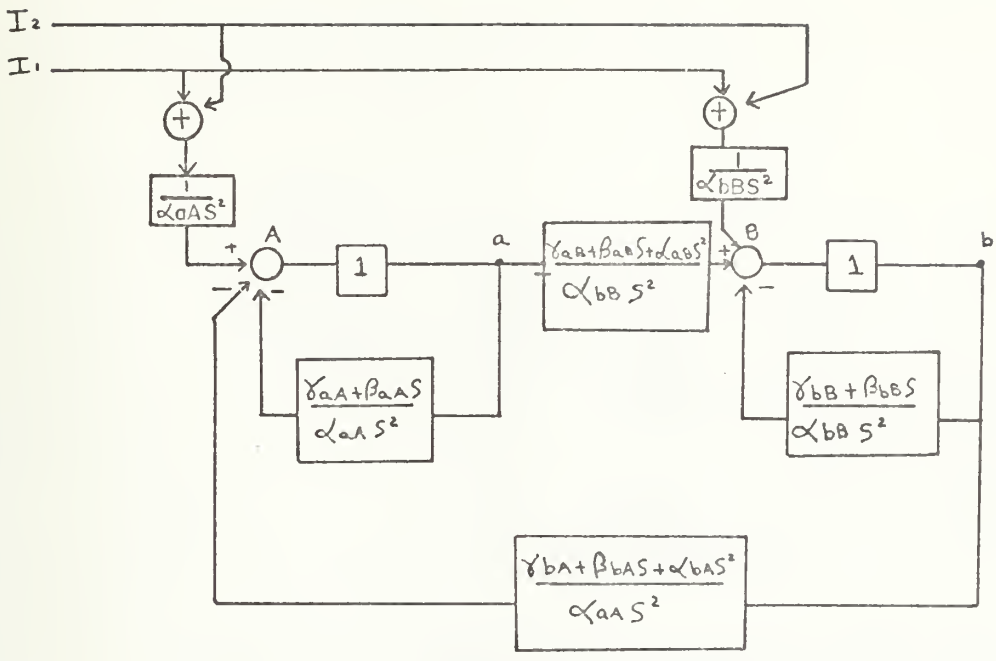 I₂
I₁
+
+
1
αaAS²
1
αbBS²
A
+
-
-
1
a
γaB+βaBS+αaBS²
αbBS²
B
+
-
1
b
γaA+βaAS
αaAS²
γbB+βbBS
αbBS²
γbA+βbAS+αbAS²
αaAS²